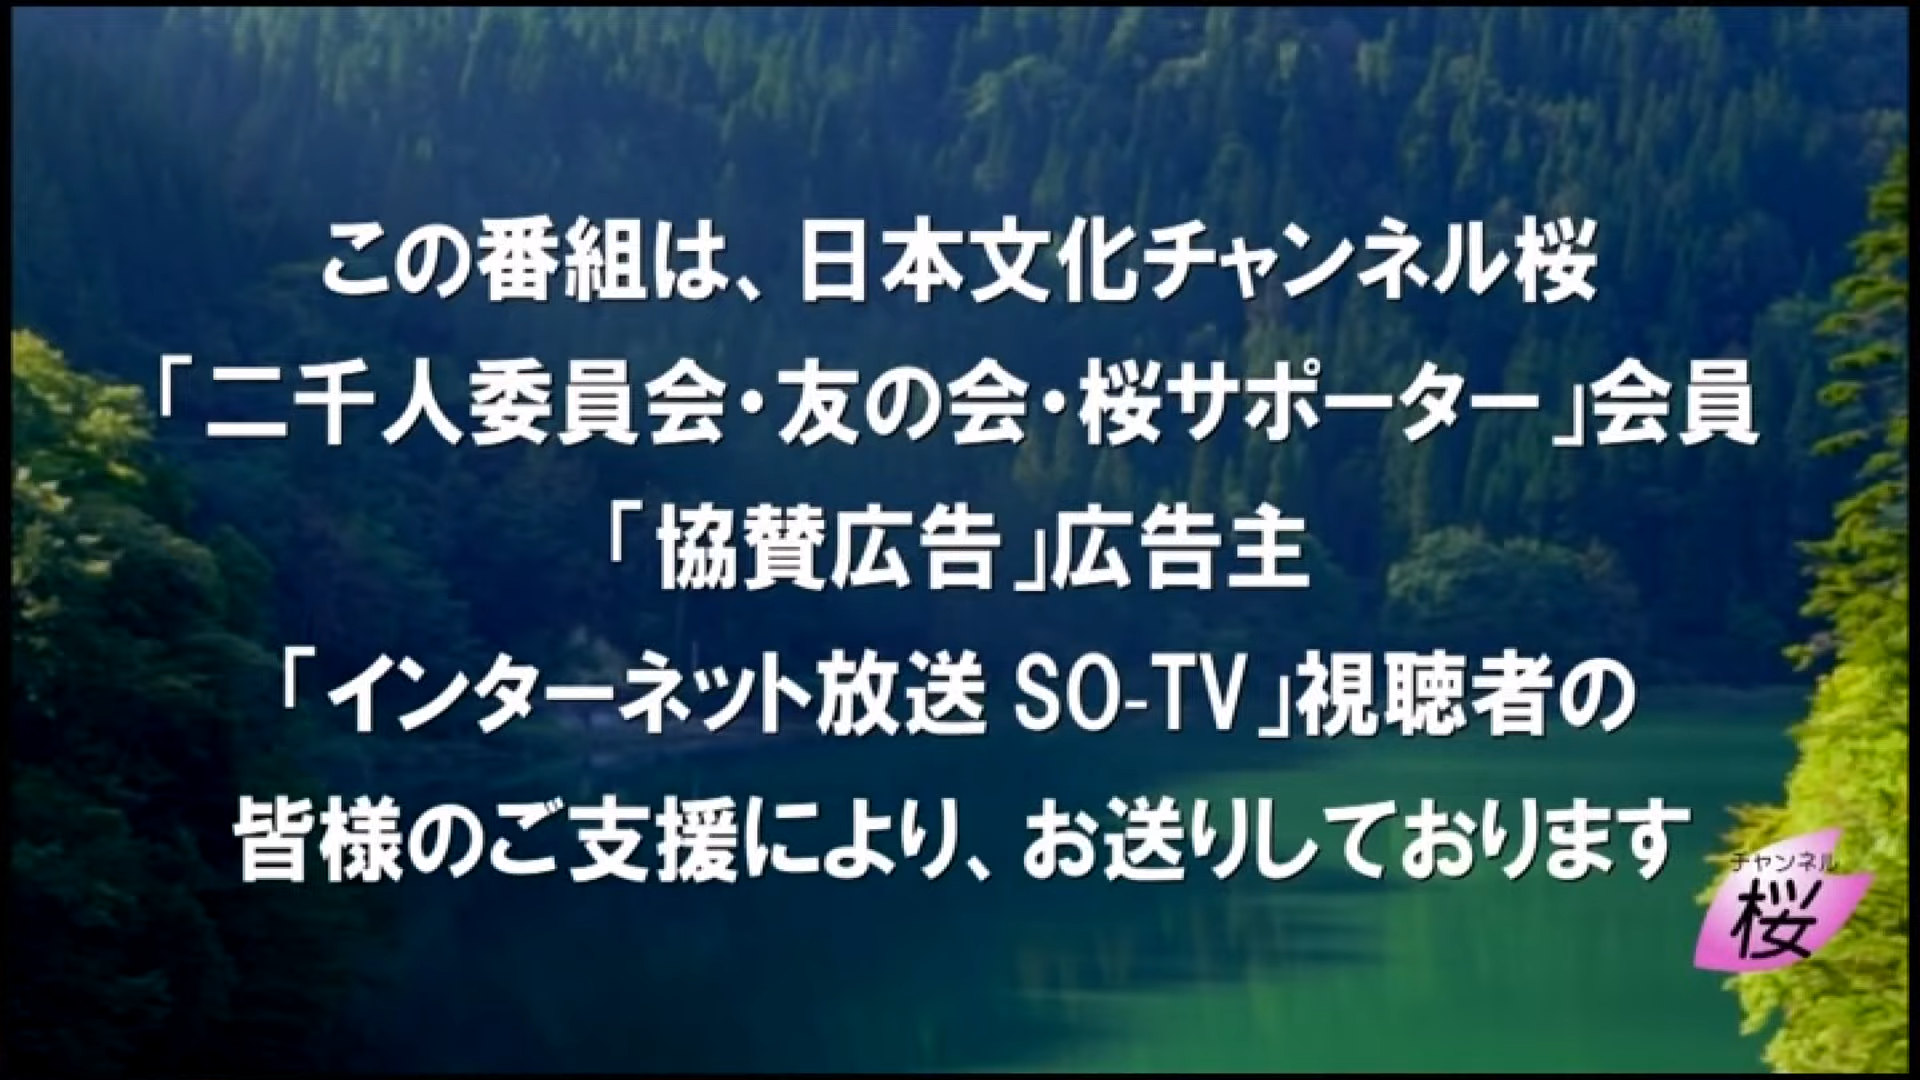 この番組は、日本文化チャンネル桜
「二千人委員会・友の会・桜サポーター」会員
「協賛広告」広告主
「インターネット放送 SO-TV」視聴者の
皆様のご支援により、お送りしております
チャンネル
桜